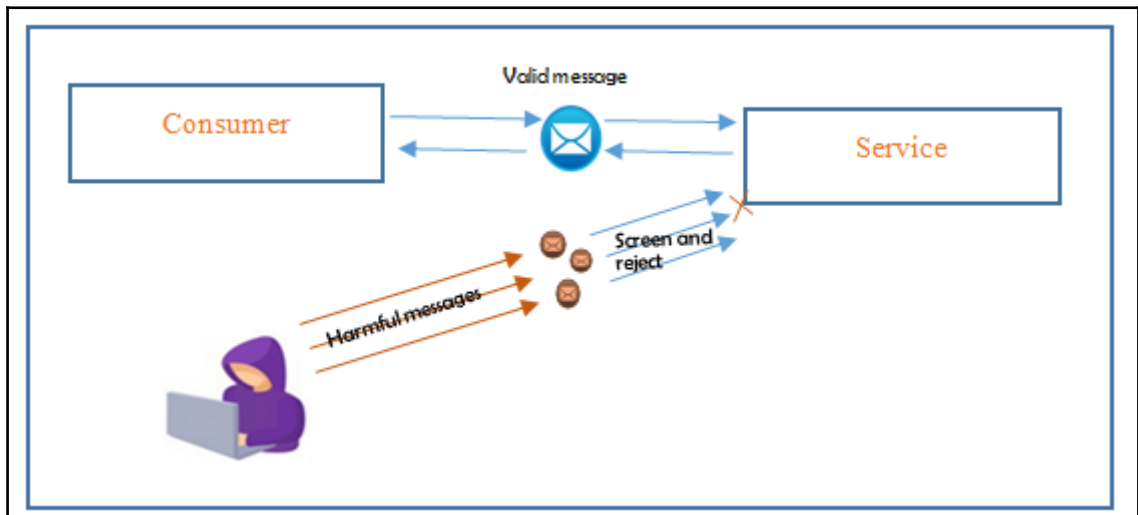 Valid message
Consumer
Service
Screen and
reject
Harmful messages